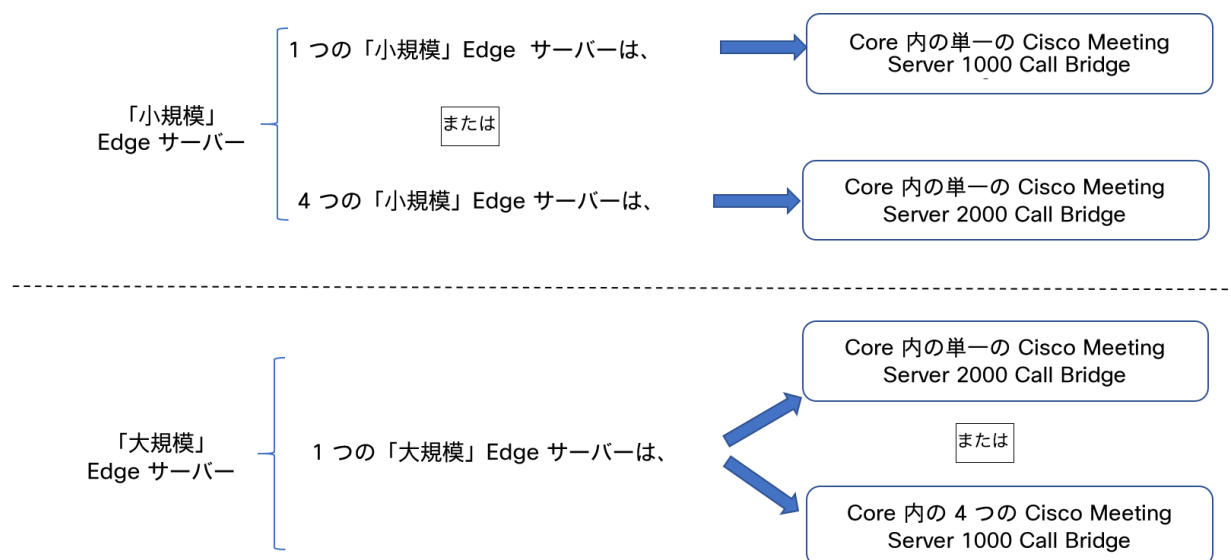 1 つの「小規模」Edge サーバーは、
Core 内の単一の Cisco Meeting
Server 1000 Call Bridge
「小規模」
Edge サーバー
または
4 つの「小規模」Edge サーバーは、
Core 内の単一の Cisco Meeting
Server 2000 Call Bridge
「大規模」
Edge サーバー
1 つの「大規模」Edge サーバーは、
Core 内の単一の Cisco Meeting
Server 2000 Call Bridge
または
Core 内の 4 つの Cisco Meeting
Server 1000 Call Bridge